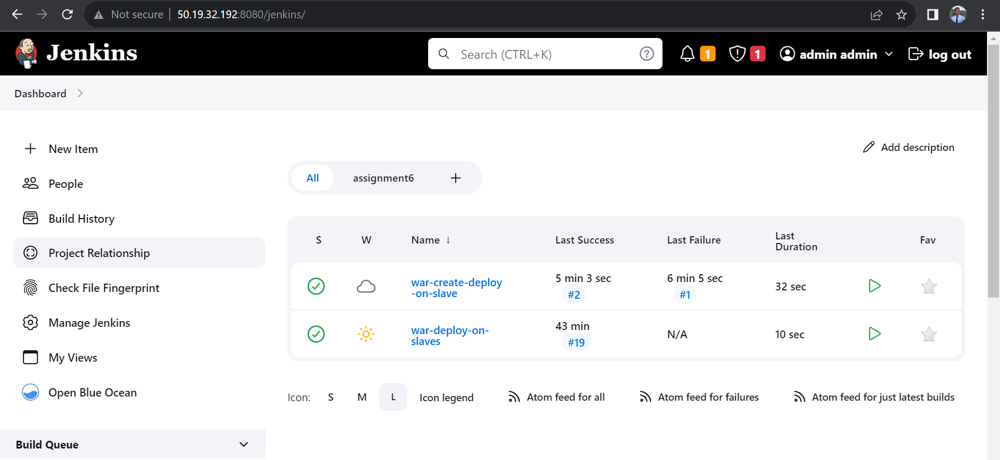 Not secure | 50.19.32.192:8080/jenkins/
Jenkins
Search (CTRL+K)
?
1
1
admin admin
log out
Dashboard
New Item
People
Build History
Project Relationship
Check File Fingerprint
Manage Jenkins
My Views
Open Blue Ocean
Build Queue
Add description
All assignment6 +
S W Name ↓ Last Success Last Failure Last
Duration Fav
war-create-deploy
-on-slave
5 min 3 sec
#2
6 min 5 sec
#1
32 sec
war-deploy-on-
slaves
43 min
#19
N/A
10 sec
Icon: S M L Icon legend Atom feed for all Atom feed for failures Atom feed for just latest builds